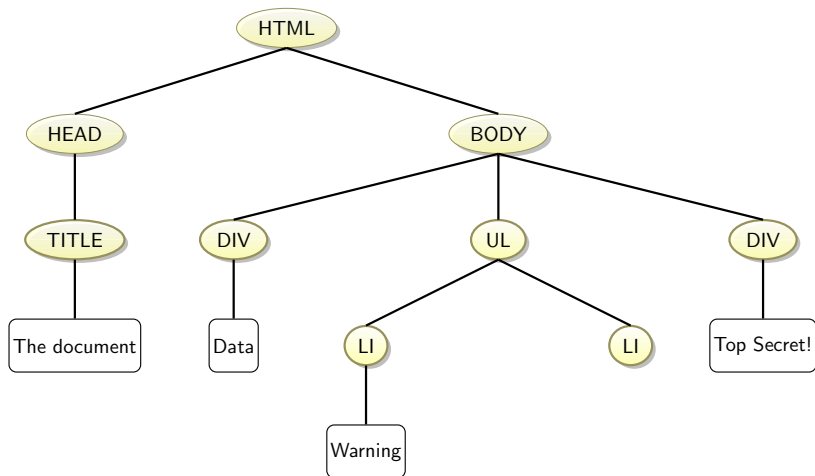 HTML
HEAD
BODY
TITLE
DIV
UL
DIV
The document
Data
LI
LI
Top Secret!
Warning